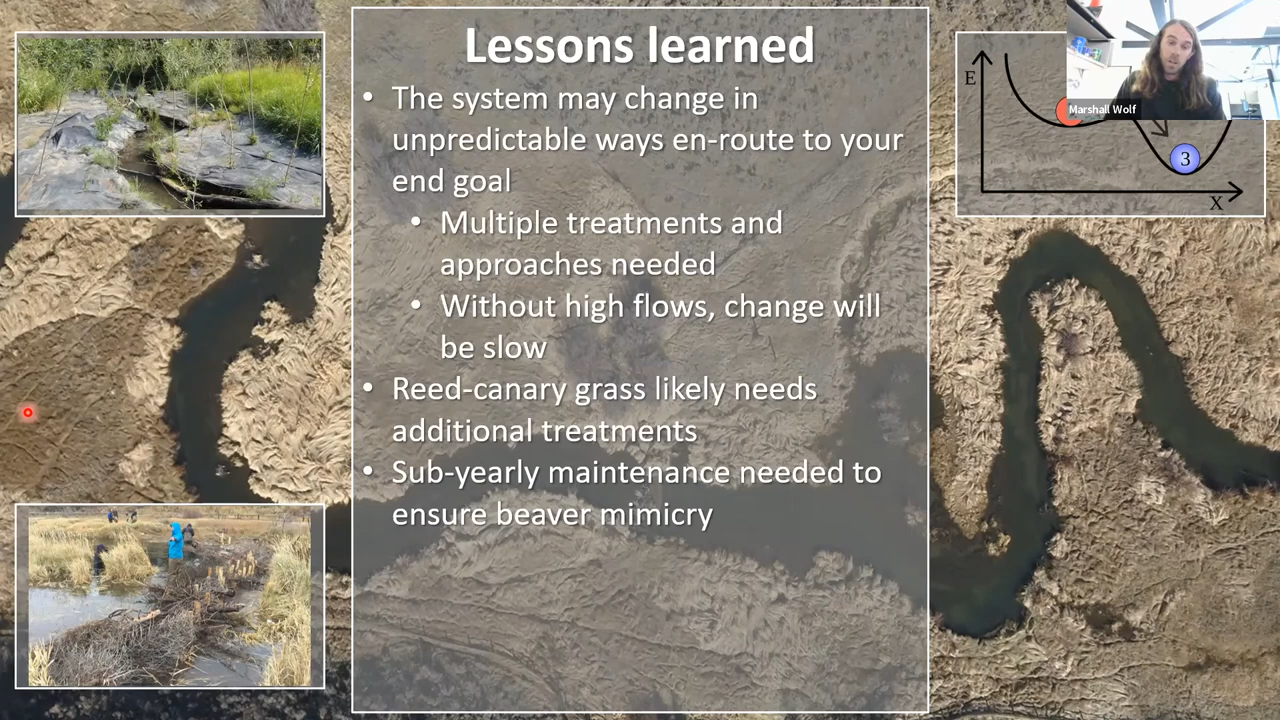 Lessons learned
• The system may change in
unpredictable ways en-route to your
end goal
• Multiple treatments and
approaches needed
• Without high flows, change will
be slow
• Reed-canary grass likely needs
additional treatments
• Sub-yearly maintenance needed to
ensure beaver mimicry
E
Marshall Wolf
3
X